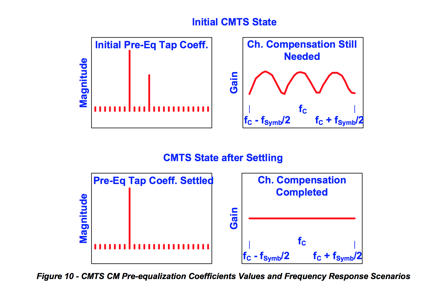 Initial CMTS State
Initial Pre-Eq Tap Coeff.
Magnitude
Ch. Compensation Still
Needed
Gain
fC
fC - fSymb/2
fC + fSymb/2
CMTS State after Settling
Pre-Eq Tap Coeff. Settled
Magnitude
Ch. Compensation
Completed
Gain
fC
fC - fSymb/2
fC + fSymb/2
Figure 10 - CMTS CM Pre-equalization Coefficients Values and Frequency Response Scenarios